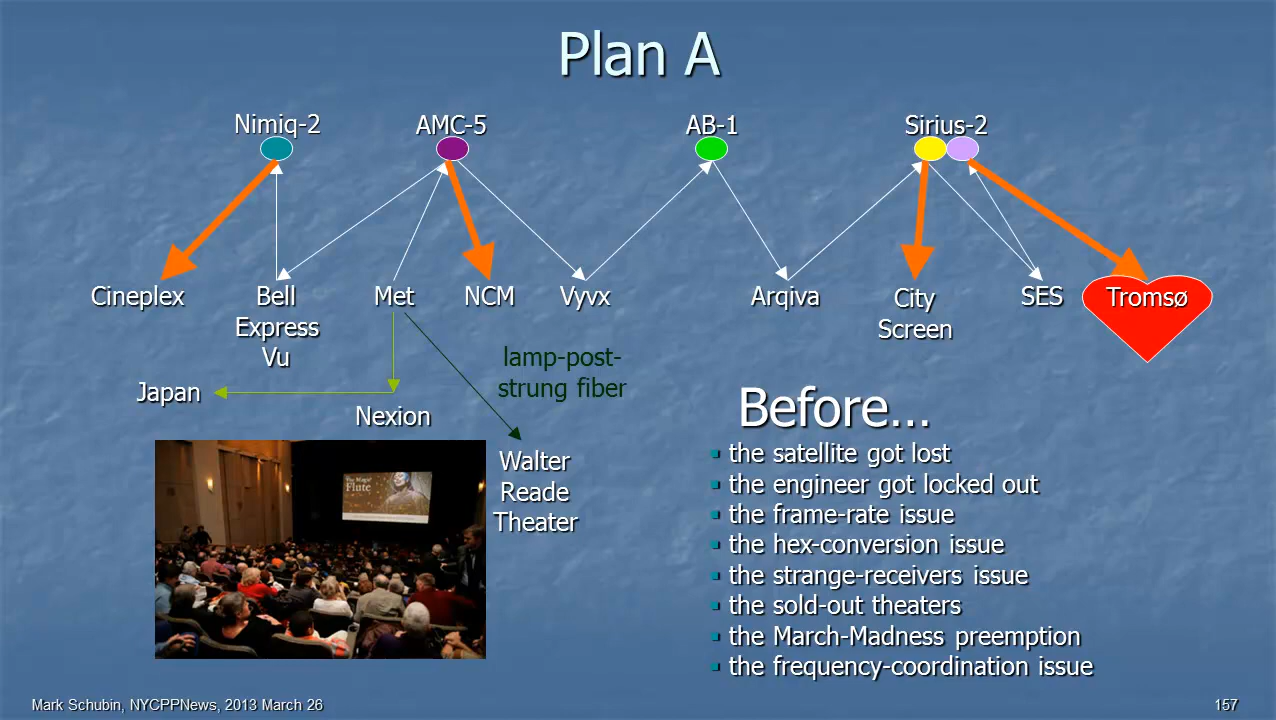 Plan A
Nimiq-2
AMC-5
AB-1
Sirius-2
Cineplex
Bell
Express
Vu
Met
NCM
Vyvx
Arqiva
City
Screen
SES
Tromsø
lamp-post-
strung fiber
Japan
Nexion
Walter
Reade
Theater
The Magic
Flute
Before…
the satellite got lost
the engineer got locked out
the frame-rate issue
the hex-conversion issue
the strange-receivers issue
the sold-out theaters
the March-Madness preemption
the frequency-coordination issue
Mark Schubin, NYCPPNews, 2013 March 26
157